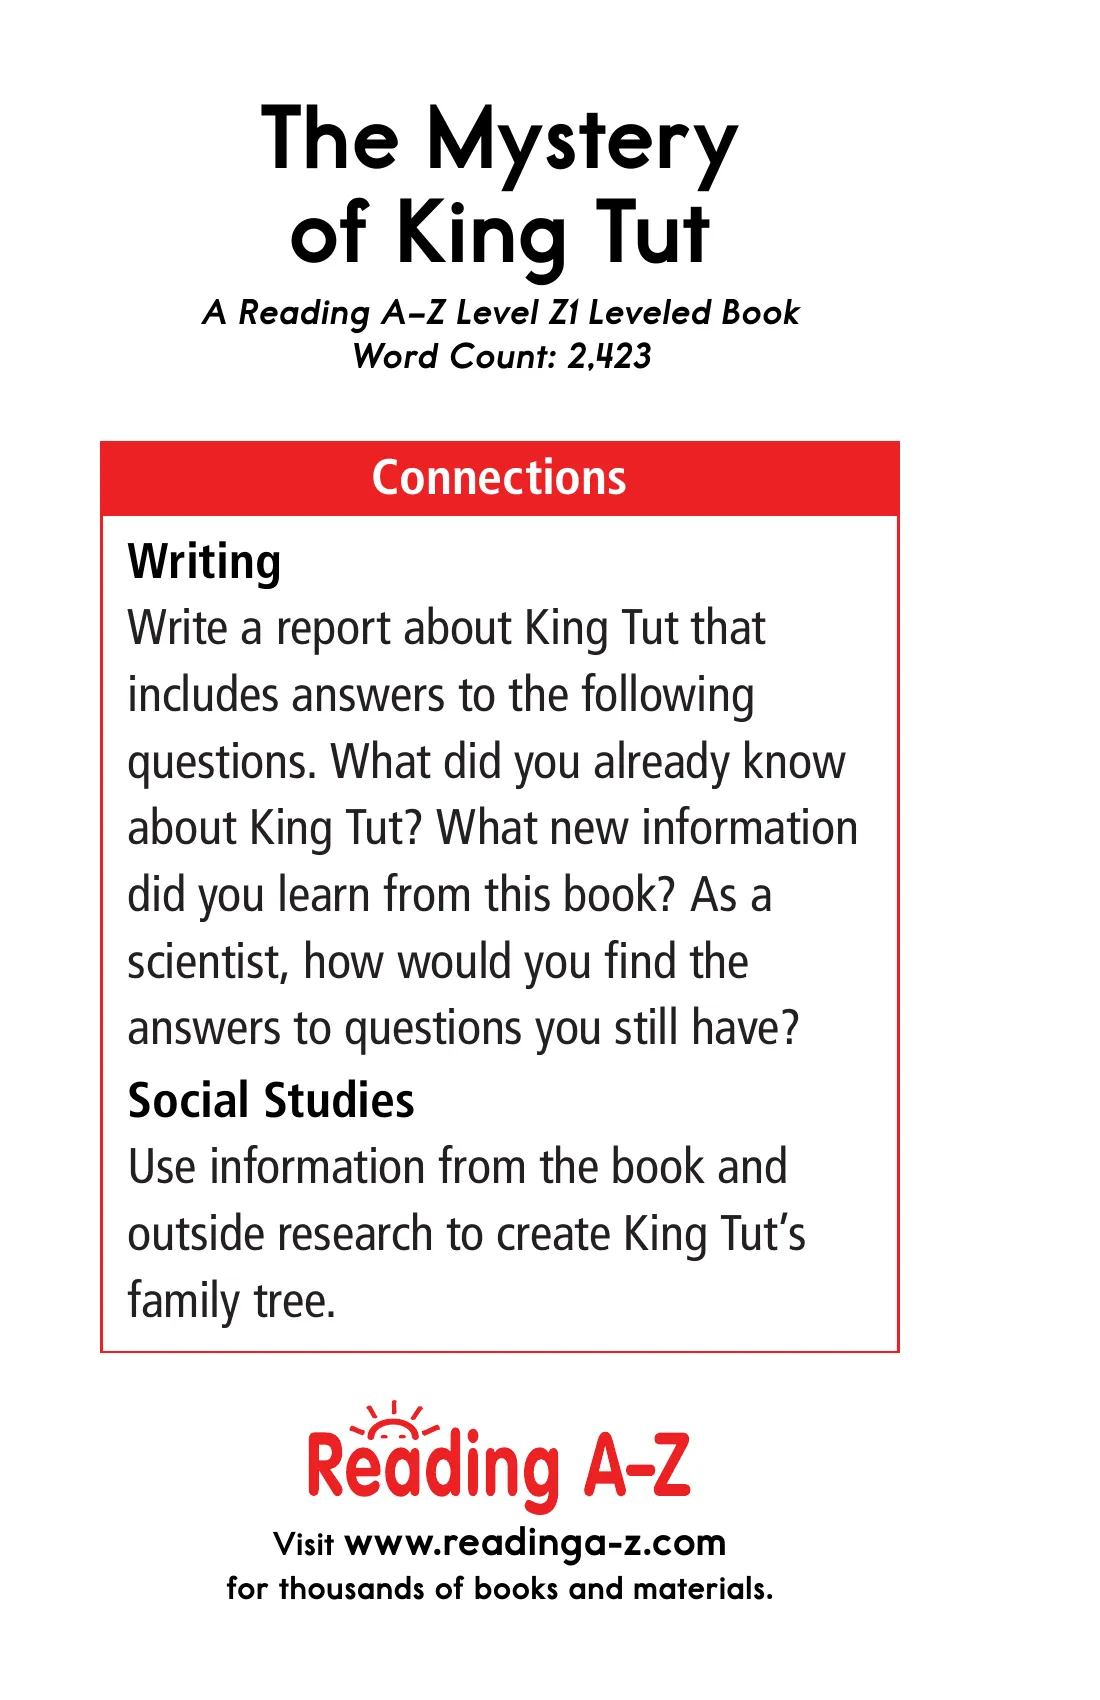 The Mystery
of King Tut
A Reading A–Z Level Z1 Leveled Book
Word Count: 2,423
Connections
Writing
Write a report about King Tut that
includes answers to the following
questions. What did you already know
about King Tut? What new information
did you learn from this book? As a
scientist, how would you find the
answers to questions you still have?
Social Studies
Use information from the book and
outside research to create King Tut’s
family tree.
Reading A–Z
Visit www.readinga-z.com
for thousands of books and materials.